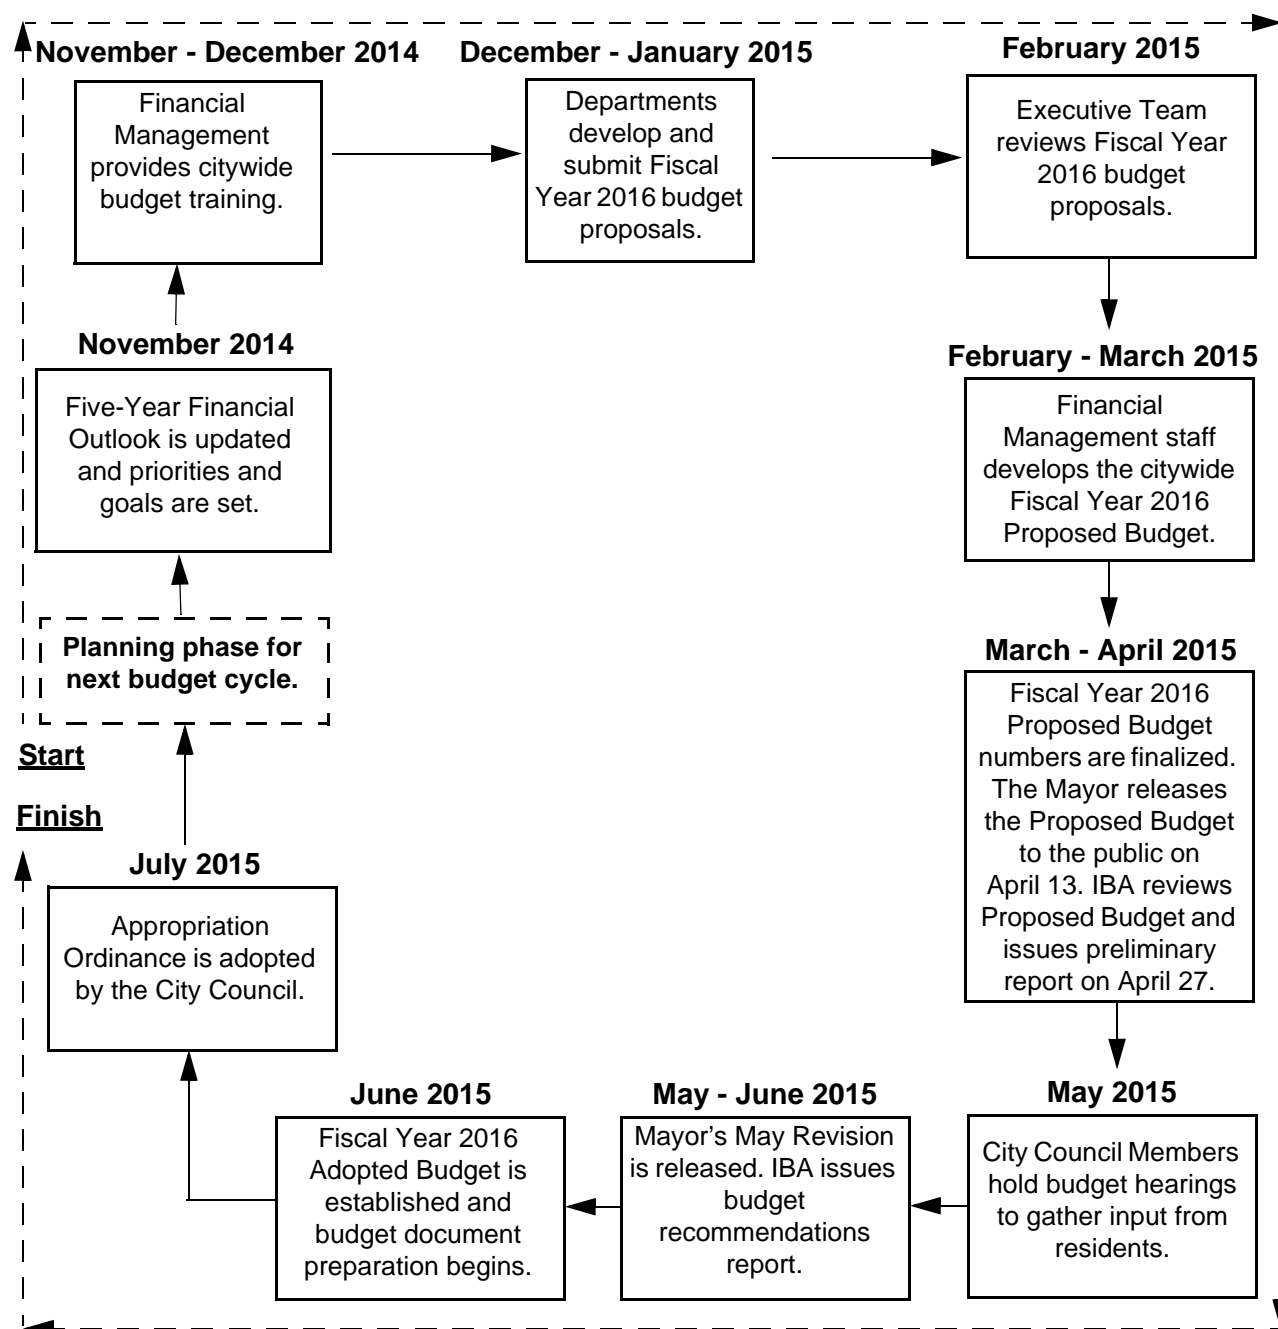 November - December 2014
Financial
Management
provides citywide
budget training.
December - January 2015
Departments
develop and
submit Fiscal
Year 2016 budget
proposals.
February 2015
Executive Team
reviews Fiscal Year
2016 budget
proposals.
November 2014
Five-Year Financial
Outlook is updated
and priorities and
goals are set.
February - March 2015
Financial
Management staff
develops the citywide
Fiscal Year 2016
Proposed Budget.
Planning phase for
next budget cycle.
Start
Finish
March - April 2015
Fiscal Year 2016
Proposed Budget
numbers are finalized.
The Mayor releases
the Proposed Budget
to the public on
April 13. IBA reviews
Proposed Budget and
issues preliminary
report on April 27.
July 2015
Appropriation
Ordinance is adopted
by the City Council.
June 2015
Fiscal Year 2016
Adopted Budget is
established and
budget document
preparation begins.
May - June 2015
Mayor’s May Revision
is released. IBA issues
budget
recommendations
report.
May 2015
City Council Members
hold budget hearings
to gather input from
residents.